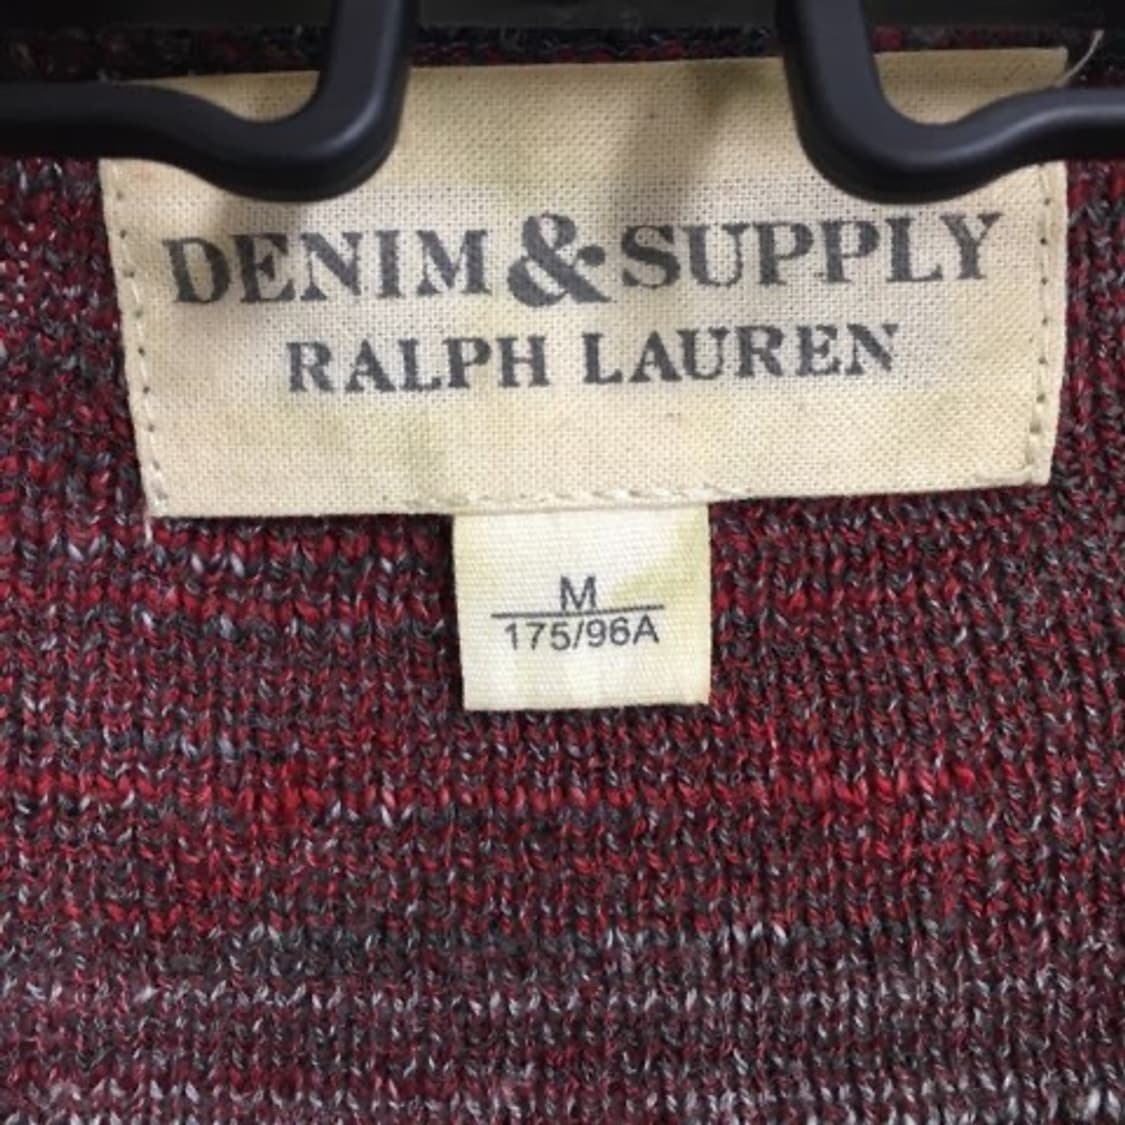 DENIM & SUPPLY
RALPH LAUREN
M
175/96A